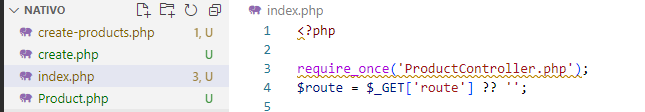 NATIVO
create-products.php 1, U
create.php U
index.php 3, U
Product.php U
index.php
1 <?php
2
3 require_once('ProductController.php');
4 $route = $_GET['route'] ?? '';
5